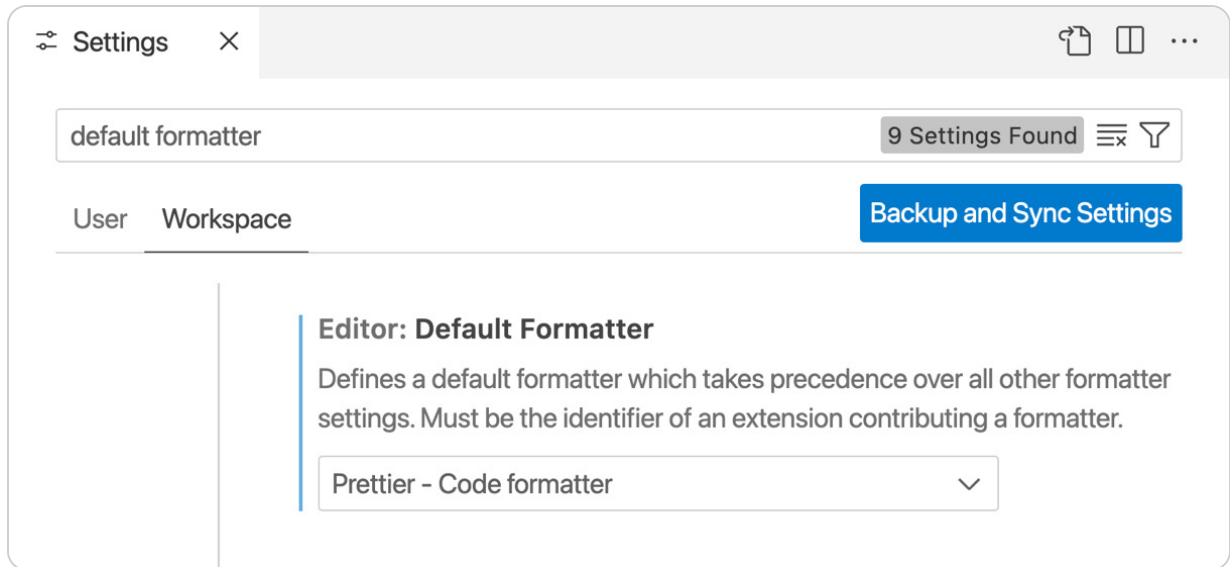 Settings
default formatter
9 Settings Found
User
Workspace
Backup and Sync Settings
Editor: Default Formatter
Defines a default formatter which takes precedence over all other formatter
settings. Must be the identifier of an extension contributing a formatter.
Prettier - Code formatter